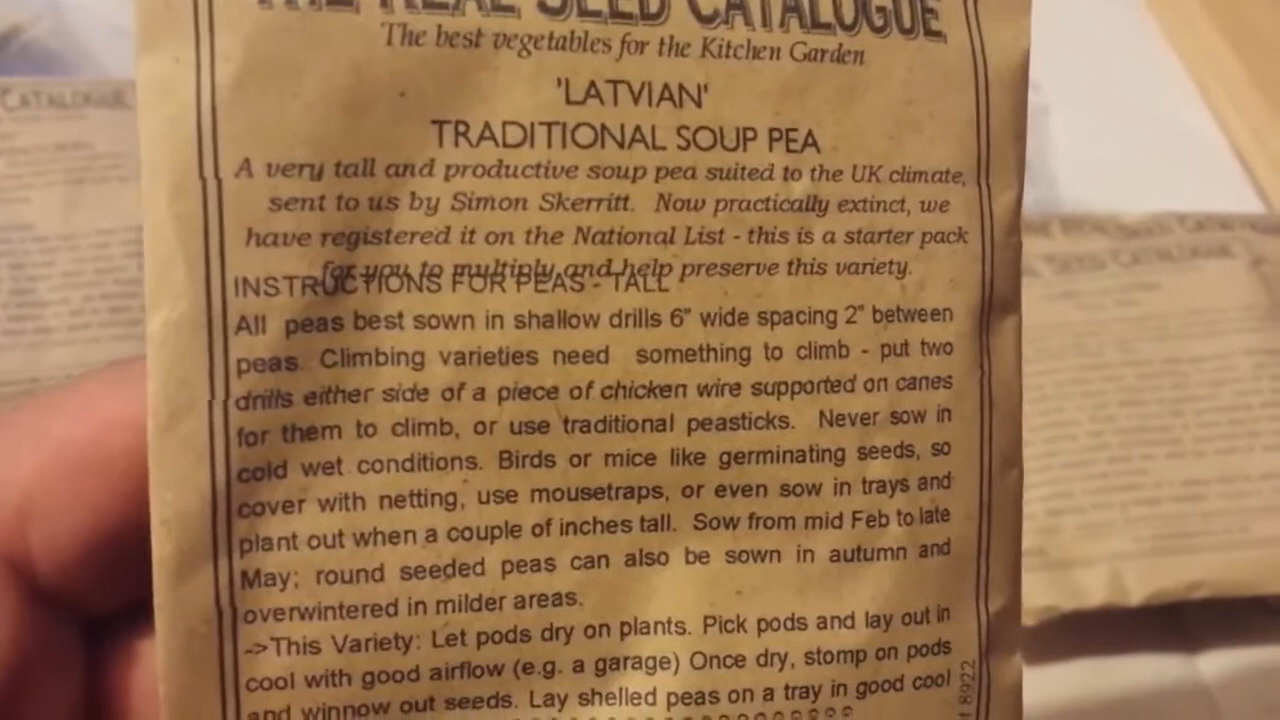 THE REAL SEED CATALOGUE
The best vegetables for the Kitchen Garden
'LATVIAN'
TRADITIONAL SOUP PEA
A very tall and productive soup pea suited to the UK climate,
sent to us by Simon Skerritt. Now practically extinct, we
have registered it on the National List - this is a starter pack
for you to multiply and help preserve this variety.
INSTRUCTIONS FOR PEAS - TALL
All peas best sown in shallow drills 6" wide spacing 2" between
peas. Climbing varieties need something to climb - put two
drills either side of a piece of chicken wire supported on canes
for them to climb, or use traditional peasticks. Never sow in
cold wet conditions. Birds or mice like germinating seeds, so
cover with netting, use mousetraps, or even sow in trays and
plant out when a couple of inches tall. Sow from mid Feb to late
May; round seeded peas can also be sown in autumn and
overwintered in milder areas.
->This Variety: Let pods dry on plants. Pick pods and lay out in
cool with good airflow (e.g. a garage) Once dry, stomp on pods
and winnow out seeds. Lay shelled peas on a tray in good cool
8922
CATALOGUE
SEED CATALOGUE